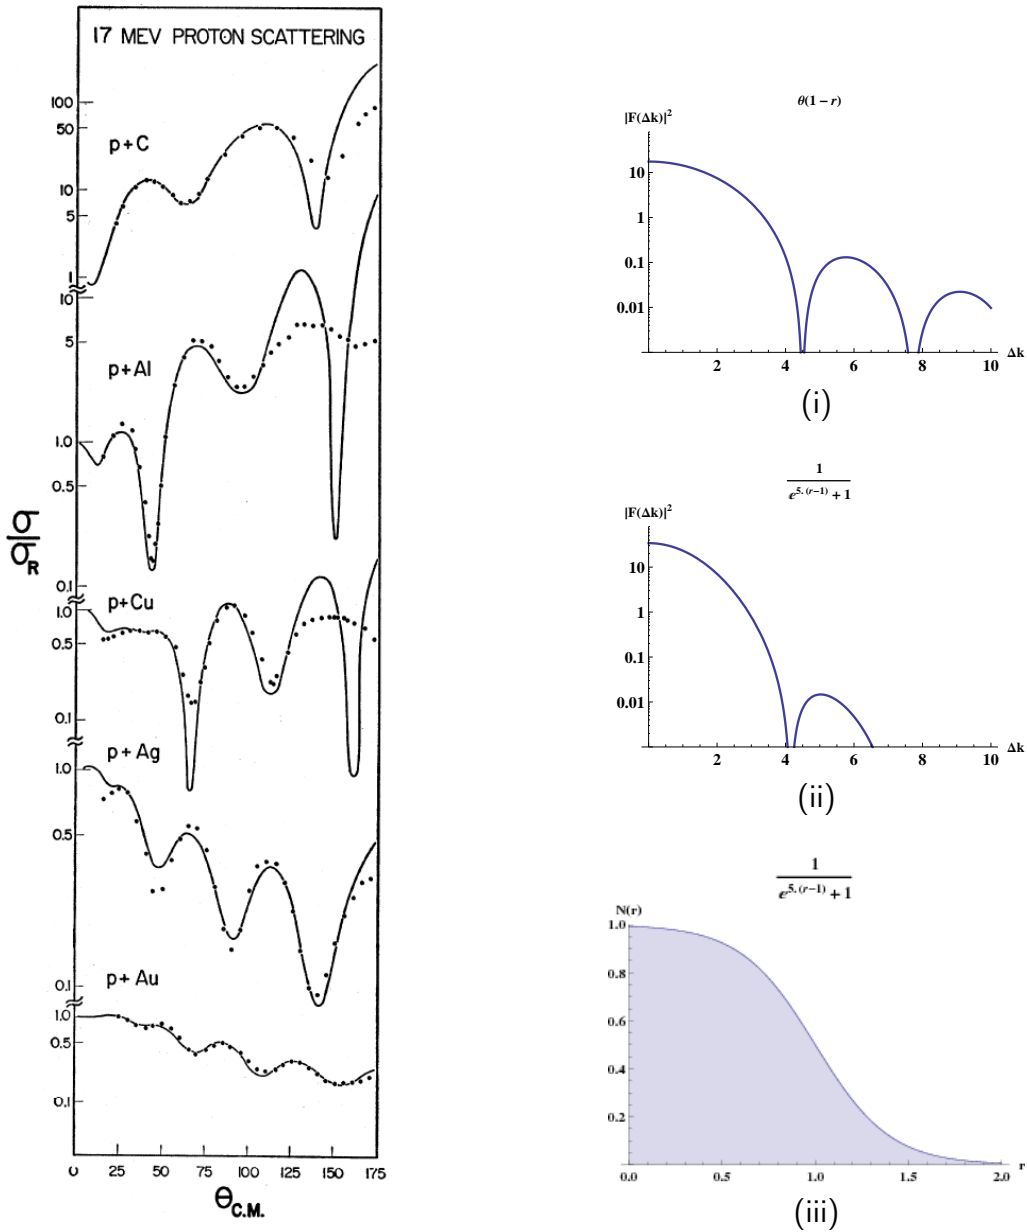 17 MEV PROTON SCATTERING
100
50
p+C
10
5
1
10
5
p+Al
1.0
0.5
σ/σR
0.1
p+Cu
1.0
0.5
0.1
p+Ag
1.0
0.5
p+Au
0.1
1.0
0.5
0.1
0 25 50 75 100 125 150 175
θC.M.
θ(1−r)
|F(Δk)|²
10
1
0.1
0.01
2 4 6 8 10 Δk
(i)
1
e^5.(r−1) + 1
|F(Δk)|²
10
1
0.1
0.01
2 4 6 8 10 Δk
(ii)
1
e^5.(r−1) + 1
N(r)
1.0
0.8
0.6
0.4
0.2
0.0 0.5 1.0 1.5 2.0 r
(iii)